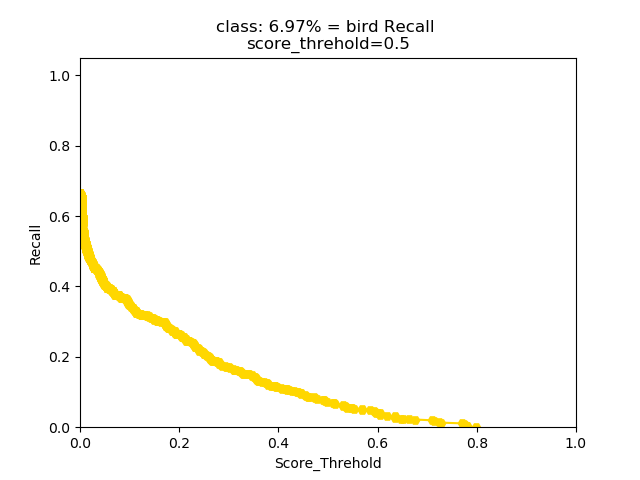 class: 6.97% = bird Recall
score_threhold=0.5
Recall
1.0
0.8
0.6
0.4
0.2
0.0
0.0 0.2 0.4 0.6 0.8 1.0
Score_Threhold